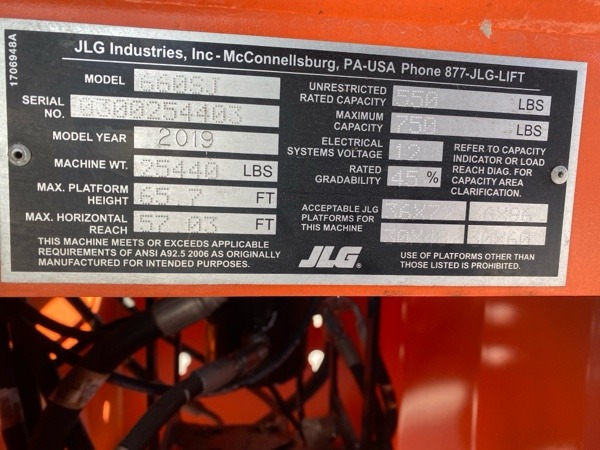 1706948A
JLG Industries, Inc - McConnellsburg, PA-USA Phone 877-JLG-LIFT
MODEL 660SJ
SERIAL NO. 0300254403
MODEL YEAR 2019
MACHINE WT. 25440 LBS
MAX. PLATFORM HEIGHT 65.7 FT
MAX. HORIZONTAL REACH 57.03 FT
THIS MACHINE MEETS OR EXCEEDS APPLICABLE
REQUIREMENTS OF ANSI A92.5 2006 AS ORIGINALLY
MANUFACTURED FOR INTENDED PURPOSES.
UNRESTRICTED RATED CAPACITY 550 LBS
MAXIMUM CAPACITY 750 LBS
ELECTRICAL SYSTEMS VOLTAGE 12
RATED GRADABILITY 45 %
REFER TO CAPACITY
INDICATOR OR LOAD
REACH DIAG. FOR
CAPACITY AREA
CLARIFICATION.
ACCEPTABLE JLG
PLATFORMS FOR
THIS MACHINE
JLG®
USE OF PLATFORMS OTHER THAN
THOSE LISTED IS PROHIBITED.